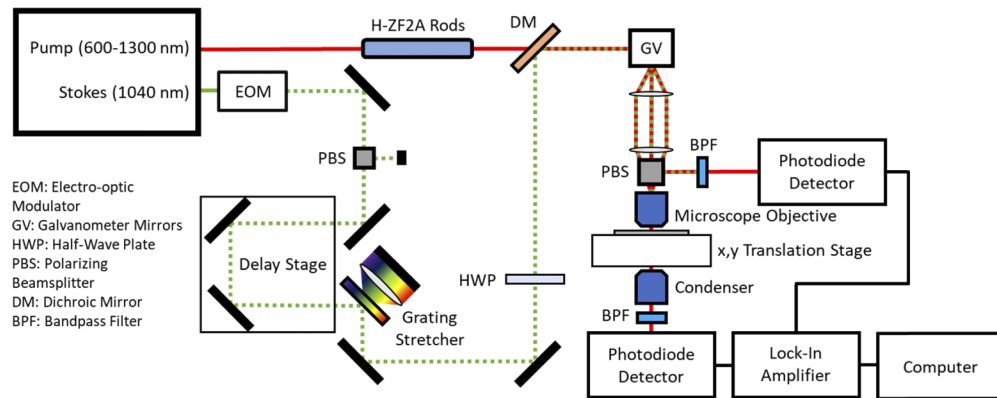 H-ZF2A Rods
DM
Pump (600-1300 nm)
GV
Stokes (1040 nm)
EOM
BPF
PBS
PBS
Photodiode
Detector
EOM: Electro-optic
Modulator
GV: Galvanometer Mirrors
HWP: Half-Wave Plate
PBS: Polarizing
Beamsplitter
DM: Dichroic Mirror
BPF: Bandpass Filter
Microscope Objective
x,y Translation Stage
Delay Stage
HWP
Condenser
Grating
Stretcher
BPF
Photodiode
Detector
Lock-In
Amplifier
Computer